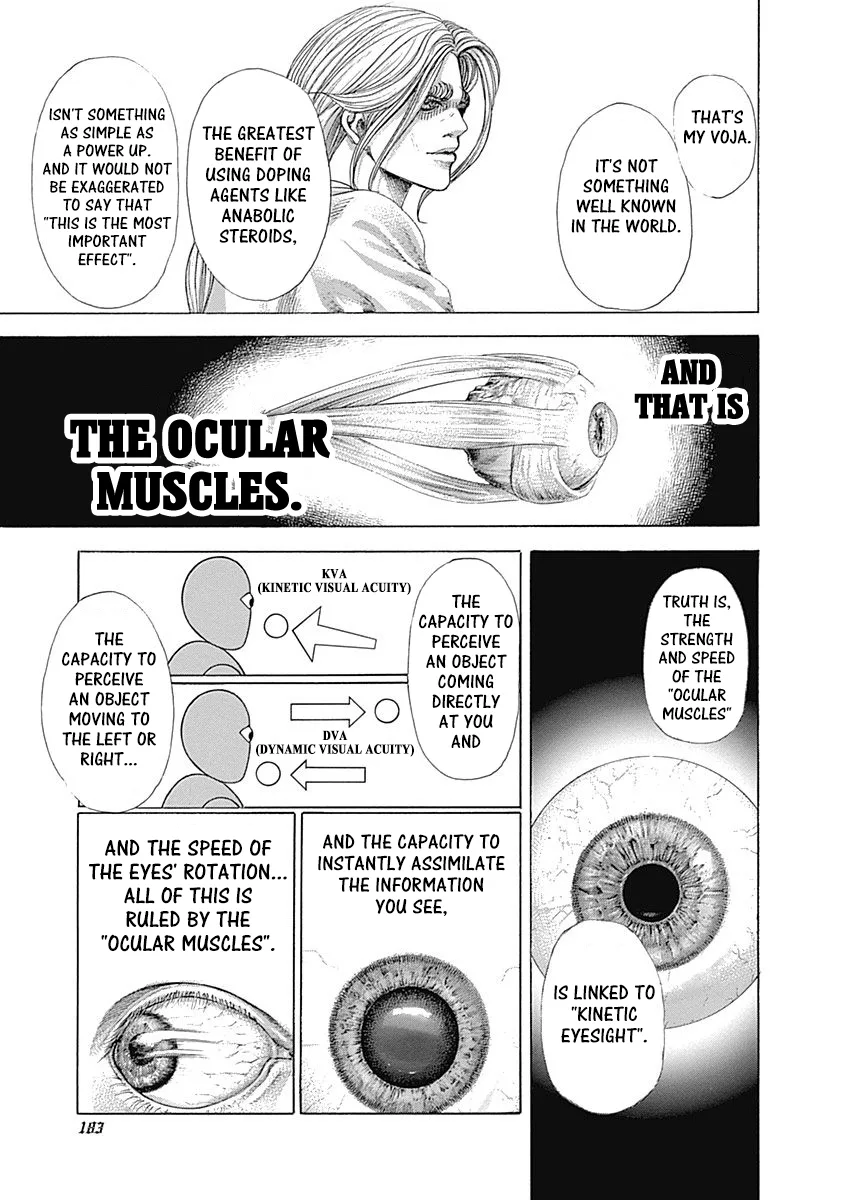 THAT'S
MY VOJA.
IT'S NOT
SOMETHING
WELL KNOWN
IN THE WORLD.
THE GREATEST
BENEFIT OF
USING DOPING
AGENTS LIKE
ANABOLIC
STEROIDS,
ISN'T SOMETHING
AS SIMPLE AS
A POWER UP.
AND IT WOULD NOT
BE EXAGGERATED
TO SAY THAT
"THIS IS THE MOST
IMPORTANT
EFFECT".
AND
THAT IS
THE OCULAR
MUSCLES.
TRUTH IS,
THE
STRENGTH
AND SPEED
OF THE
"OCULAR
MUSCLES"
IS LINKED TO
"KINETIC
EYESIGHT".
THE
CAPACITY TO
PERCEIVE
AN OBJECT
COMING
DIRECTLY
AT YOU
AND
KVA
(KINETIC VISUAL ACUITY)
DVA
(DYNAMIC VISUAL ACUITY)
THE
CAPACITY TO
PERCEIVE
AN OBJECT
MOVING TO
THE LEFT OR
RIGHT...
AND THE CAPACITY TO
INSTANTLY ASSIMILATE
THE INFORMATION
YOU SEE,
AND THE SPEED OF
THE EYES' ROTATION...
ALL OF THIS IS
RULED BY THE
"OCULAR MUSCLES".
183